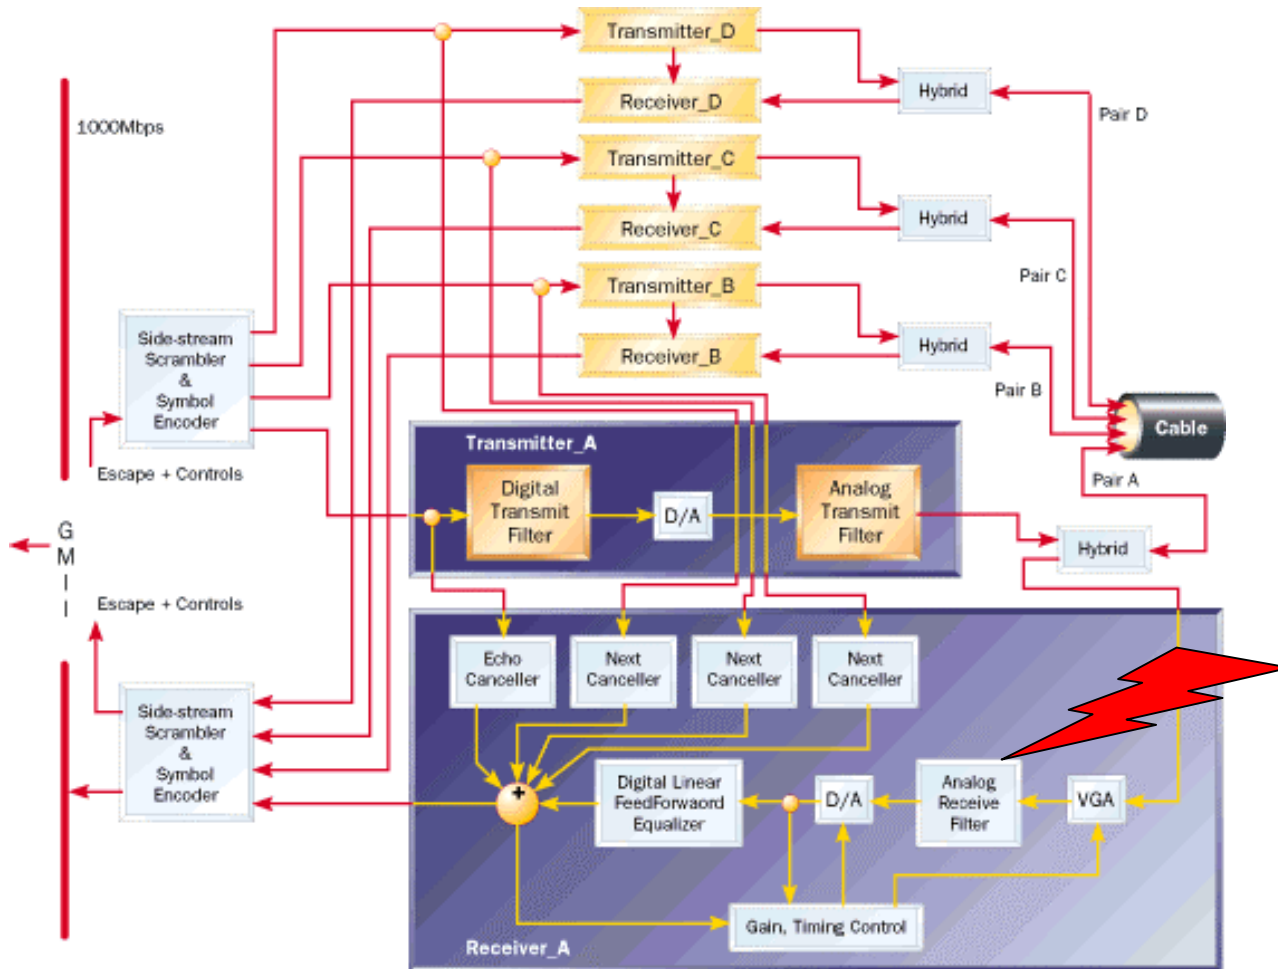 Transmitter_D
Receiver_D
Hybrid
Pair D
1000Mbps
Transmitter_C
Receiver_C
Hybrid
Pair C
Transmitter_B
Receiver_B
Hybrid
Pair B
Side-stream
Scrambler
&
Symbol
Encoder
Escape + Controls
Cable
Pair A
Transmitter_A
Digital
Transmit
Filter
D/A
Analog
Transmit
Filter
Hybrid
G
M
I
I
Escape + Controls
Echo
Canceller
Next
Canceller
Next
Canceller
Next
Canceller
Side-stream
Scrambler
&
Symbol
Encoder
+
Digital Linear
FeedForwaord
Equalizer
D/A
Analog
Receive
Filter
VGA
Gain, Timing Control
Receiver_A